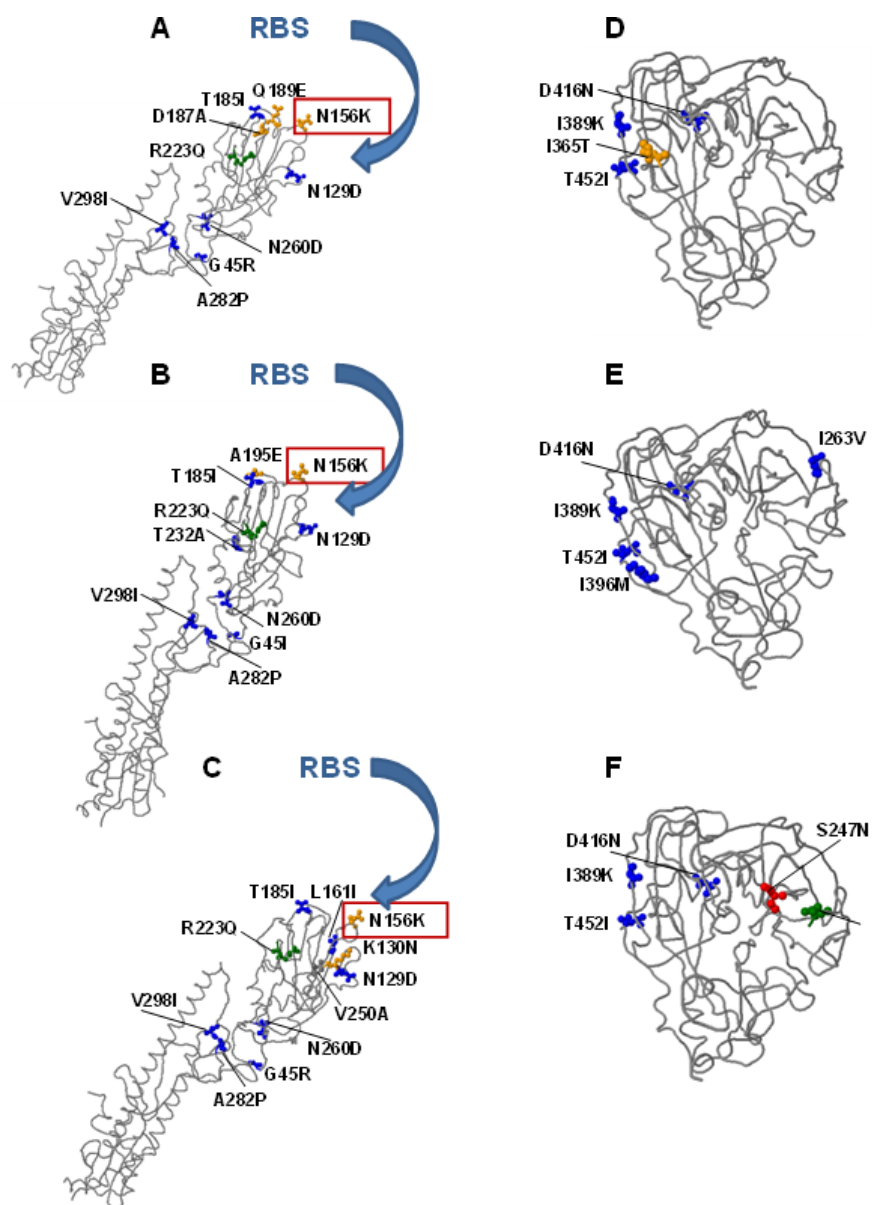 A RBS
T185I Q189E
D187A N156K
R223Q
N129D
V298I
N260D
G45R
A282P
D
D416N
I389K
I365T
T452I
B RBS
A195E
T185I N156K
R223Q
N129D
T232A
V298I
N260D
G45I
A282P
E
I263V
D416N
I389K
T452I
I396M
C RBS
T185I L161I
N156K
R223Q
K130N
N129D
V250A
V298I
N260D
G45R
A282P
F
S247N
D416N
I389K
T452I